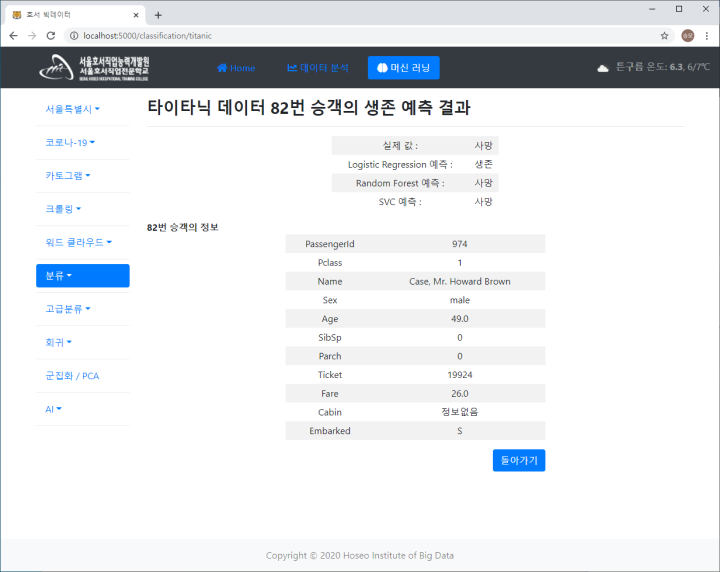 호서 빅데이터
localhost:5000/classification/titanic
서울호서직업능력개발원
서울호서직업전문학교
SEOUL HOSEO OCCUPATIONAL TRAINING COLLEGE
Home
데이터 분석
머신 러닝
튼구름 온도: 6.3, 6/7℃
서울특별시
코로나-19
카토그램
크롤링
워드 클라우드
분류
고급분류
회귀
군집화 / PCA
AI
타이타닉 데이터 82번 승객의 생존 예측 결과
실제 값 : 사망
Logistic Regression 예측 : 생존
Random Forest 예측 : 사망
SVC 예측 : 사망
82번 승객의 정보
PassengerId 974
Pclass 1
Name Case, Mr. Howard Brown
Sex male
Age 49.0
SibSp 0
Parch 0
Ticket 19924
Fare 26.0
Cabin 정보없음
Embarked S
돌아가기
Copyright © 2020 Hoseo Institute of Big Data